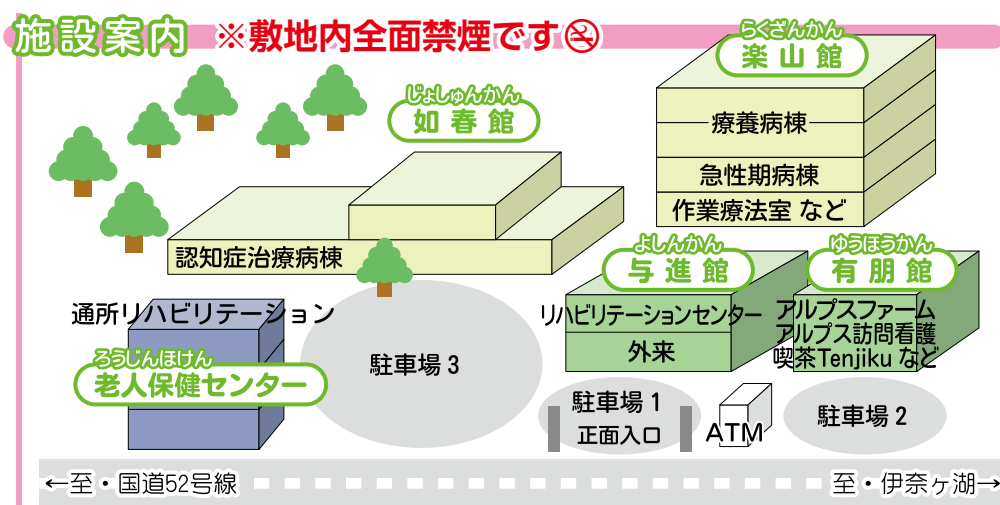 施設案内 ※敷地内全面禁煙です
らくざんかん
楽山館
療養病棟
急性期病棟
作業療法室 など
じょしゅんかん
如春館
認知症治療病棟
よしんかん
与進館
リハビリテーションセンター
外来
ゆうほうかん
有朋館
アルプスファーム
アルプス訪問看護
喫茶Tenjiku など
通所リハビリテーション
ろうじんほけん
老人保健センター
駐車場 3
駐車場 1
正面入口
ATM
駐車場 2
←至・国道52号線
至・伊奈ヶ湖→